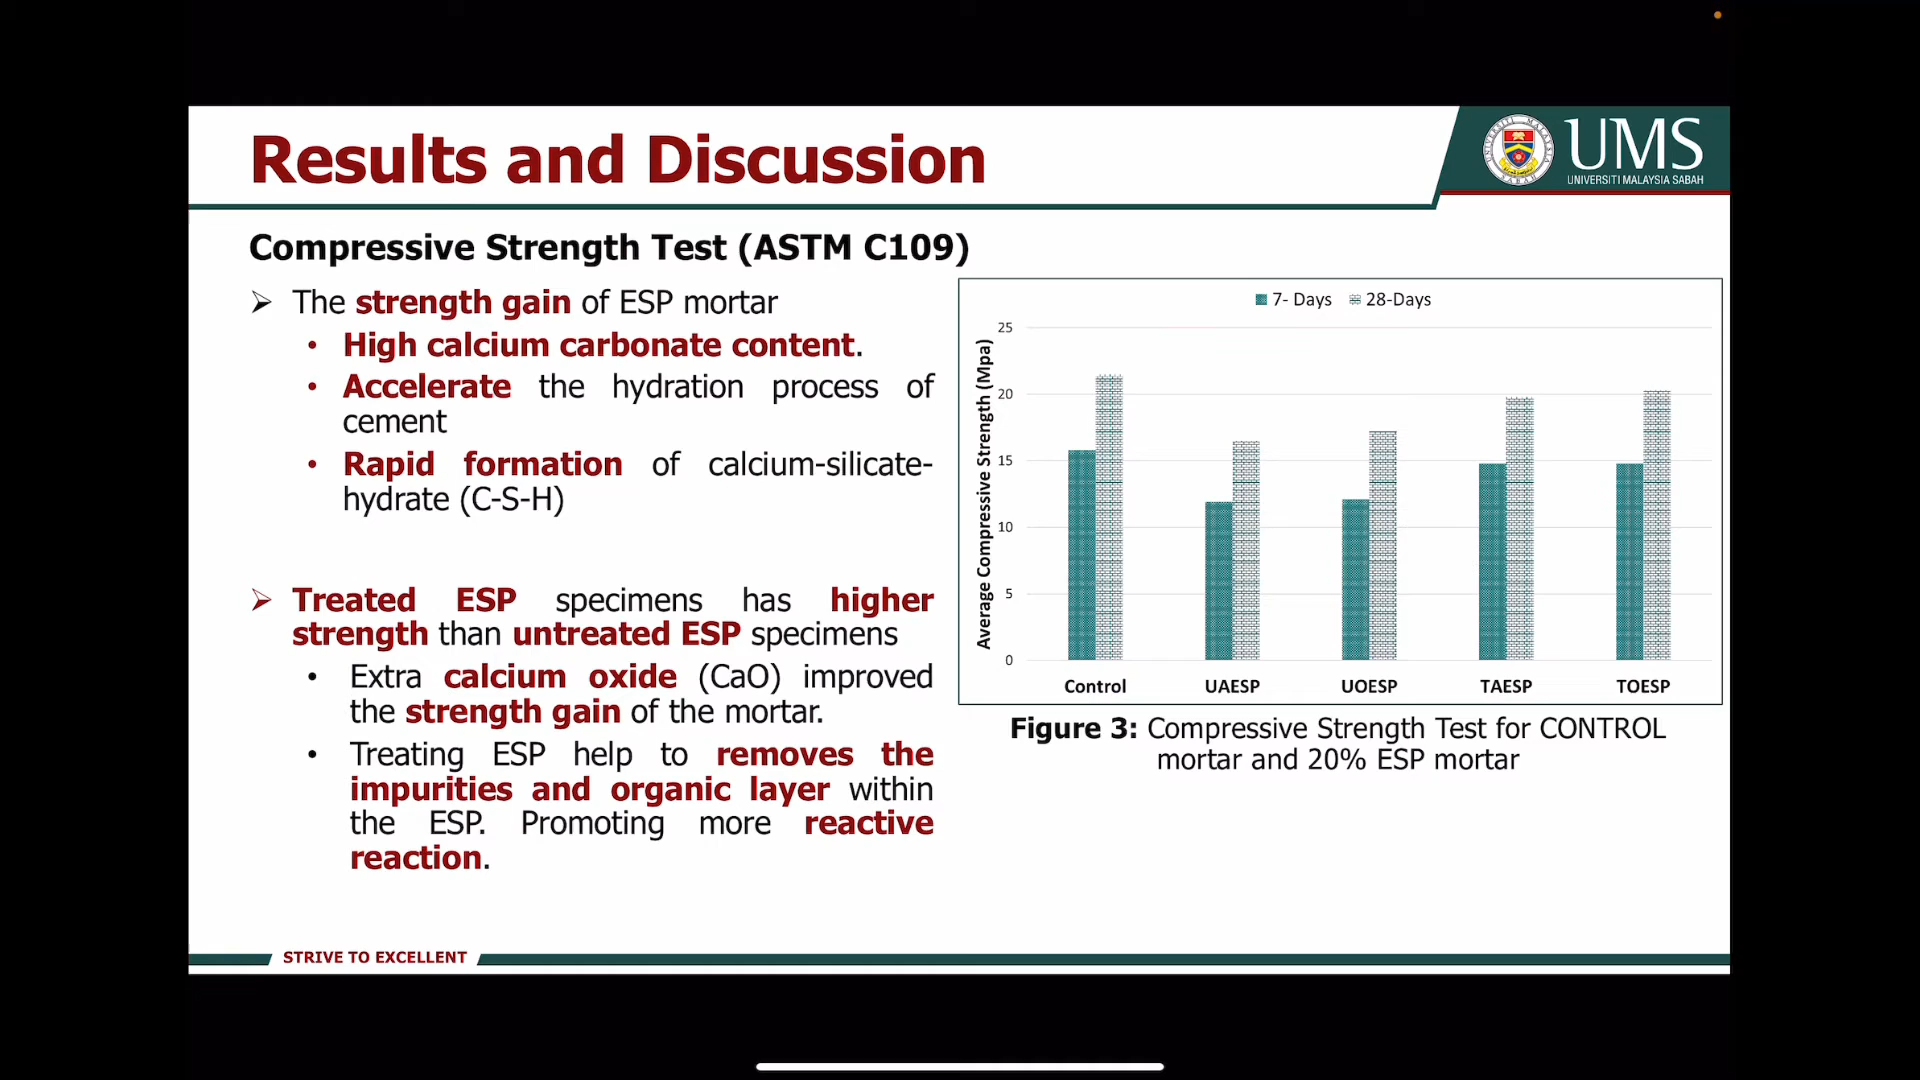 Results and Discussion
UMS
UNIVERSITI MALAYSIA SABAH
Compressive Strength Test (ASTM C109)
➢ The strength gain of ESP mortar
• High calcium carbonate content.
• Accelerate the hydration process of
cement
• Rapid formation of calcium-silicate-
hydrate (C-S-H)
➢ Treated ESP specimens has higher
strength than untreated ESP specimens
• Extra calcium oxide (CaO) improved
the strength gain of the mortar.
• Treating ESP help to removes the
impurities and organic layer within
the ESP. Promoting more reactive
reaction.
7- Days 28-Days
Average Compressive Strength (Mpa)
25
20
15
10
5
0
Control UAESP UOESP TAESP TOESP
Figure 3: Compressive Strength Test for CONTROL
mortar and 20% ESP mortar
STRIVE TO EXCELLENT